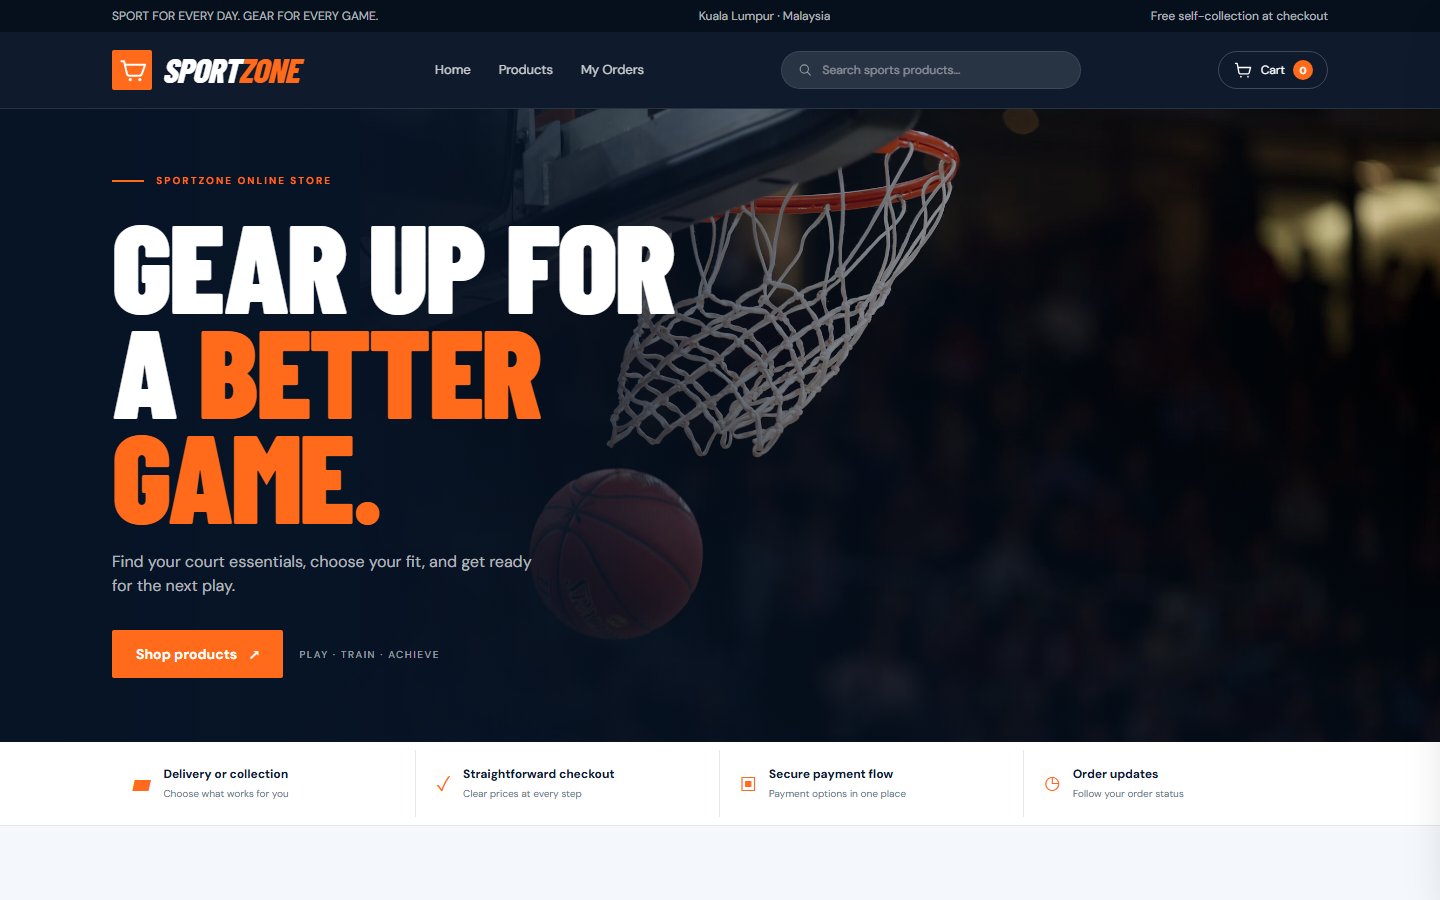 SPORT FOR EVERY DAY. GEAR FOR EVERY GAME.
Kuala Lumpur · Malaysia
Free self-collection at checkout
SPORTZONE
Home
Products
My Orders
Search sports products...
Cart 0
SPORTZONE ONLINE STORE
GEAR UP FOR
A BETTER
GAME.
Find your court essentials, choose your fit, and get ready
for the next play.
Shop products ↗
PLAY · TRAIN · ACHIEVE
Delivery or collection
Choose what works for you
Straightforward checkout
Clear prices at every step
Secure payment flow
Payment options in one place
Order updates
Follow your order status